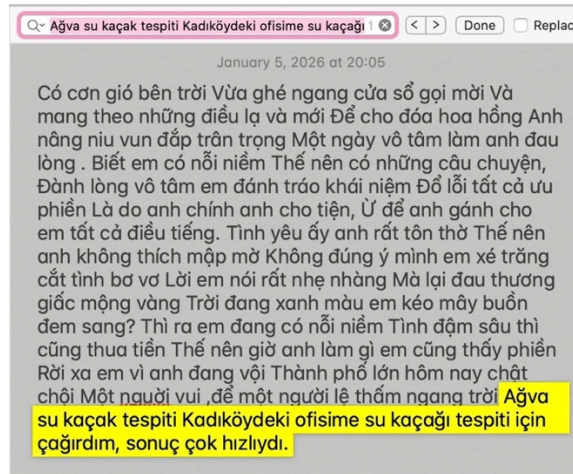 Ağva su kaçak tespiti Kadıköydeki ofisime su kaçağı 1 < > Done Replac
January 5, 2026 at 20:05
Có cơn gió bên trời Vừa ghé ngang cửa sổ gọi mời Và
mang theo những điều lạ và mới Để cho đóa hoa hồng Anh
nâng niu vun đắp trân trọng Một ngày vô tâm làm anh đau
lòng . Biết em có nỗi niềm Thế nên có những câu chuyện,
Đành lòng vô tâm em đánh tráo khái niệm Đổ lỗi tất cả ưu
phiền Là do anh chính anh cho tiện, Ừ để anh gánh cho
em tất cả điều tiếng. Tình yêu ấy anh rất tôn thờ Thế nên
anh không thích mập mờ Không đúng ý mình em xé trăng
cắt tình bơ vơ Lời em nói rất nhẹ nhàng Mà lại đau thương
giấc mộng vàng Trời đang xanh màu em kéo mây buồn
đem sang? Thì ra em đang có nỗi niềm Tình đậm sâu thì
cũng thua tiền Thế nên giờ anh làm gì em cũng thấy phiền
Rời xa em vì anh đang vội Thành phố lớn hôm nay chật
chội Một nguời vui ,để một người lệ thấm ngang trời Ağva
su kaçak tespiti Kadıköydeki ofisime su kaçağı tespiti için
çağırdım, sonuç çok hızlıydı.